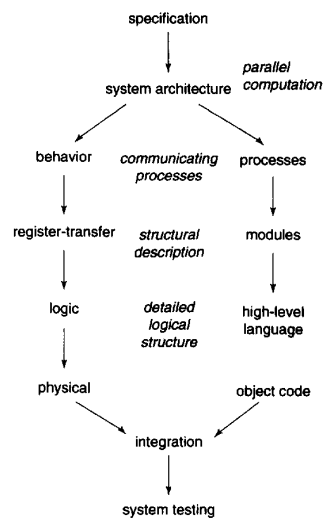 specification
parallel
computation
system architecture
behavior
communicating
processes
processes
register-transfer
structural
description
modules
logic
detailed
logical
structure
high-level
language
physical
object code
integration
system testing